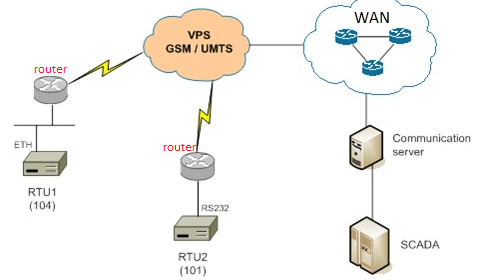 VPS
GSM / UMTS
WAN
router
ETH
RTU1
(104)
router
RS232
RTU2
(101)
Communication
server
SCADA